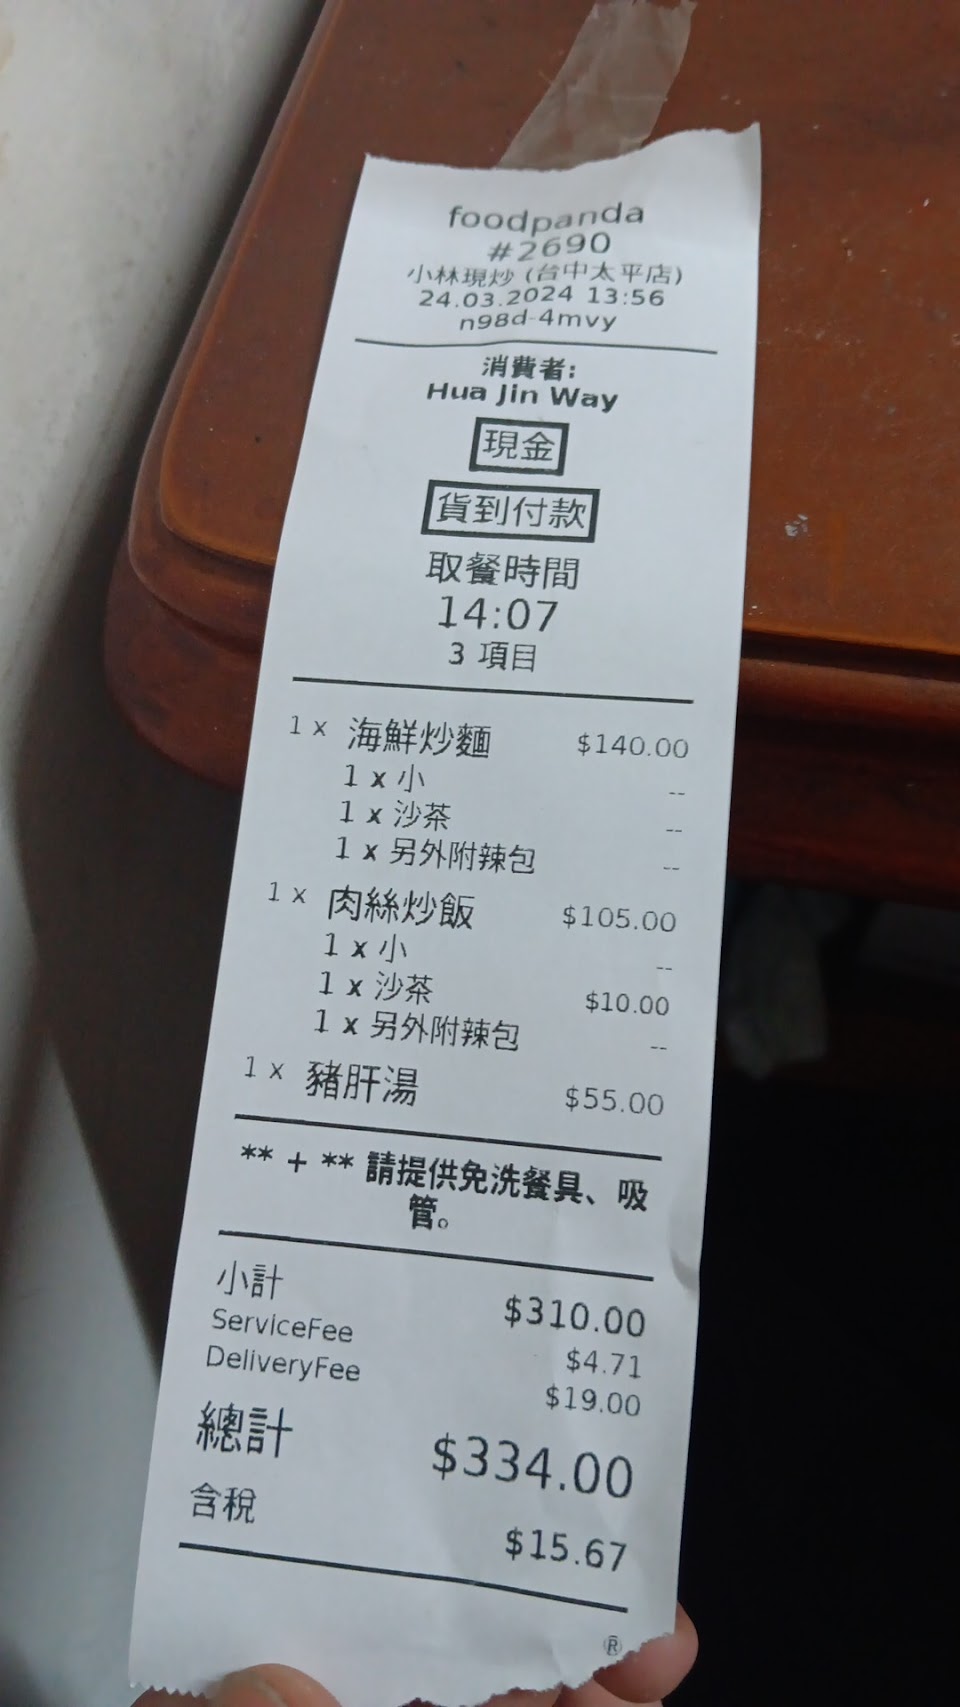 foodpanda
#2690
小林現炒 (台中太平店)
24.03.2024 13:56
n98d-4mvy
消費者:
Hua Jin Way
現金
貨到付款
取餐時間
14:07
3 項目
1 x 海鮮炒麵 $140.00
1 x 小 --
1 x 沙茶 --
1 x 另外附辣包 --
1 x 肉絲炒飯 $105.00
1 x 小 --
1 x 沙茶 $10.00
1 x 另外附辣包 --
1 x 豬肝湯 $55.00
** + ** 請提供免洗餐具、吸
管。
小計 $310.00
ServiceFee $4.71
DeliveryFee $19.00
總計 $334.00
含稅 $15.67
®